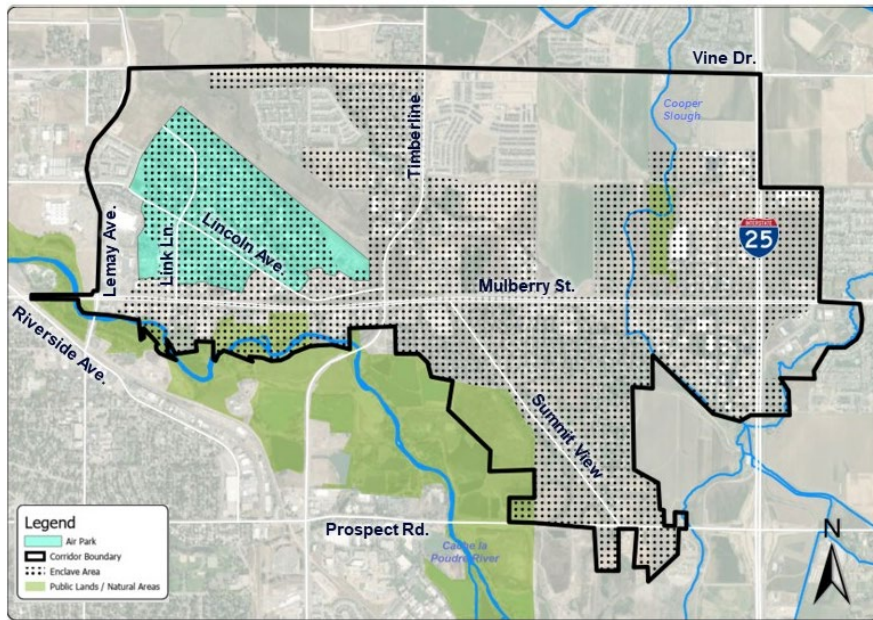 Vine Dr.
Cooper
Slough
Timberline
Lemay Ave.
Link Ln.
Lincoln Ave.
INTERSTATE
25
Mulberry St.
Riverside Ave.
Summit View
Prospect Rd.
Cache la
Poudre River
N
Legend
Air Park
Corridor Boundary
Enclave Area
Public Lands / Natural Areas